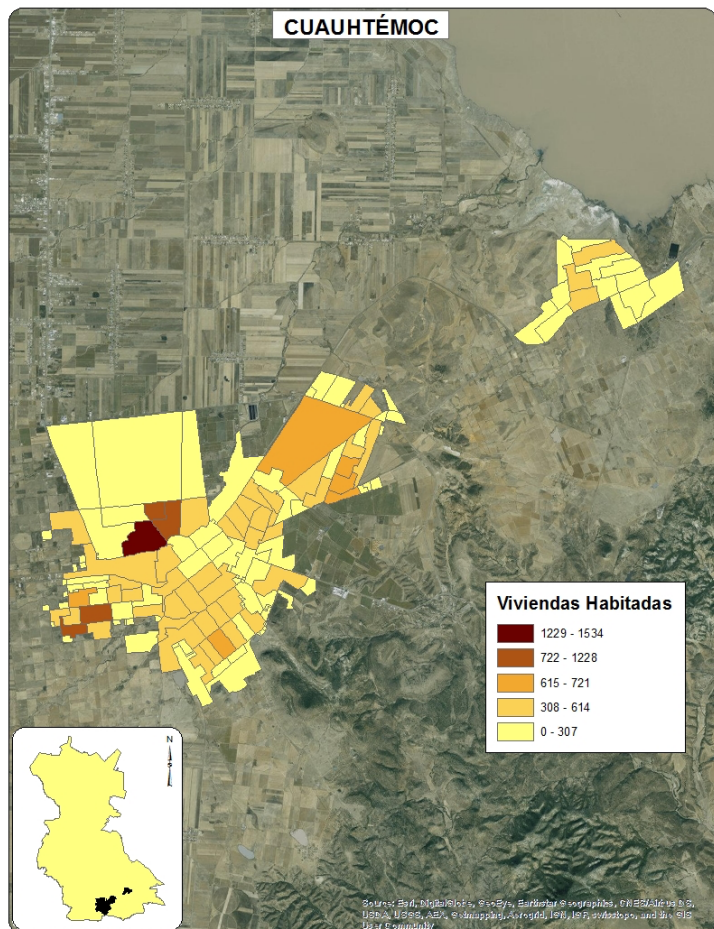 CUAUHTÉMOC
Viviendas Habitadas
1229 - 1534
722 - 1228
615 - 721
308 - 614
0 - 307
N
Source: Esri, DigitalGlobe, GeoEye, Earthstar Geographics, CNES/Airbus DS,
USDA, USGS, AEX, Getmapping, Aerogrid, IGN, IGP, swisstopo, and the GIS
User Community